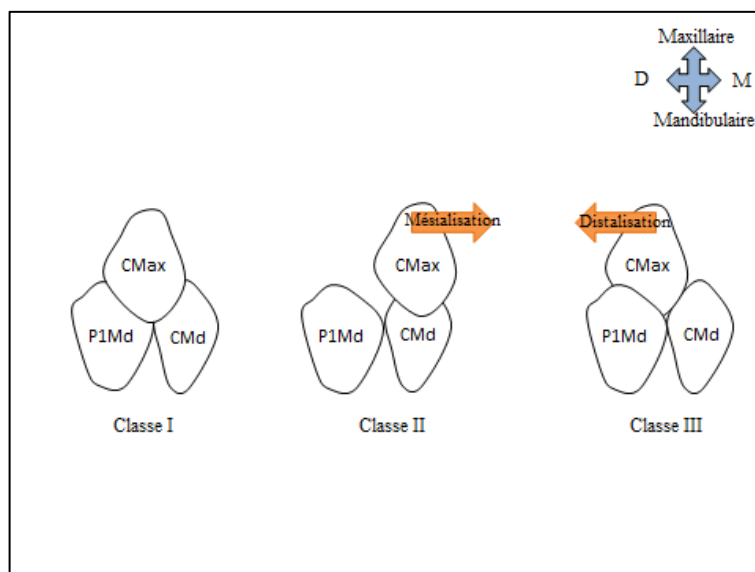 Maxillaire
D M
Mandibulaire
Mésialisation Distalisation
CMax CMax CMax
P1Md CMd P1Md CMd P1Md CMd
Classe I Classe II Classe III